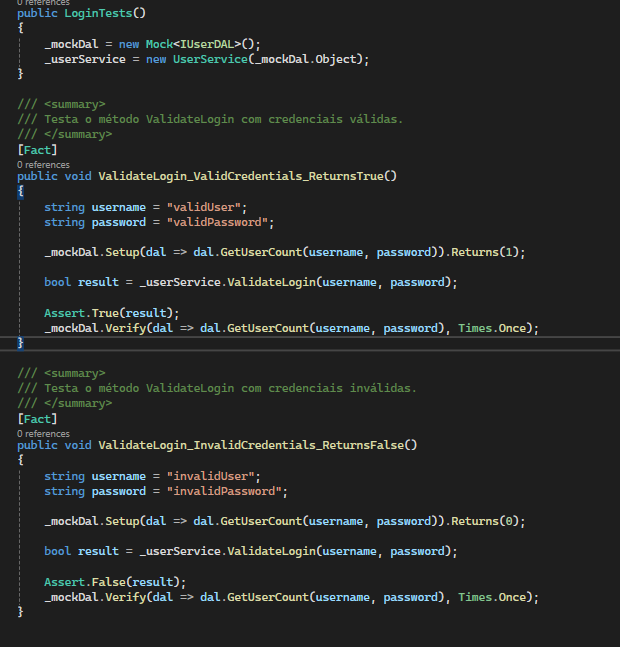 0 references
public LoginTests()
{
_mockDal = new Mock<IUserDAL>();
_userService = new UserService(_mockDal.Object);
}
/// <summary>
/// Testa o método ValidateLogin com credenciais válidas.
/// </summary>
[Fact]
0 references
public void ValidateLogin_ValidCredentials_ReturnsTrue()
{
string username = "validUser";
string password = "validPassword";
_mockDal.Setup(dal => dal.GetUserCount(username, password)).Returns(1);
bool result = _userService.ValidateLogin(username, password);
Assert.True(result);
_mockDal.Verify(dal => dal.GetUserCount(username, password), Times.Once);
}
/// <summary>
/// Testa o método ValidateLogin com credenciais inválidas.
/// </summary>
[Fact]
0 references
public void ValidateLogin_InvalidCredentials_ReturnsFalse()
{
string username = "invalidUser";
string password = "invalidPassword";
_mockDal.Setup(dal => dal.GetUserCount(username, password)).Returns(0);
bool result = _userService.ValidateLogin(username, password);
Assert.False(result);
_mockDal.Verify(dal => dal.GetUserCount(username, password), Times.Once);
}